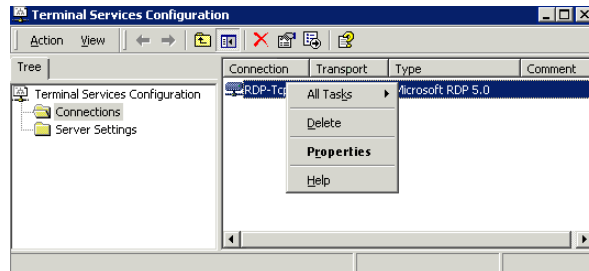 Terminal Services Configuration
Action View
Tree
Connection Transport Type Comment
Terminal Services Configuration
RDP-Tcp Microsoft RDP 5.0
Connections
Server Settings
All Tasks
Delete
Properties
Help